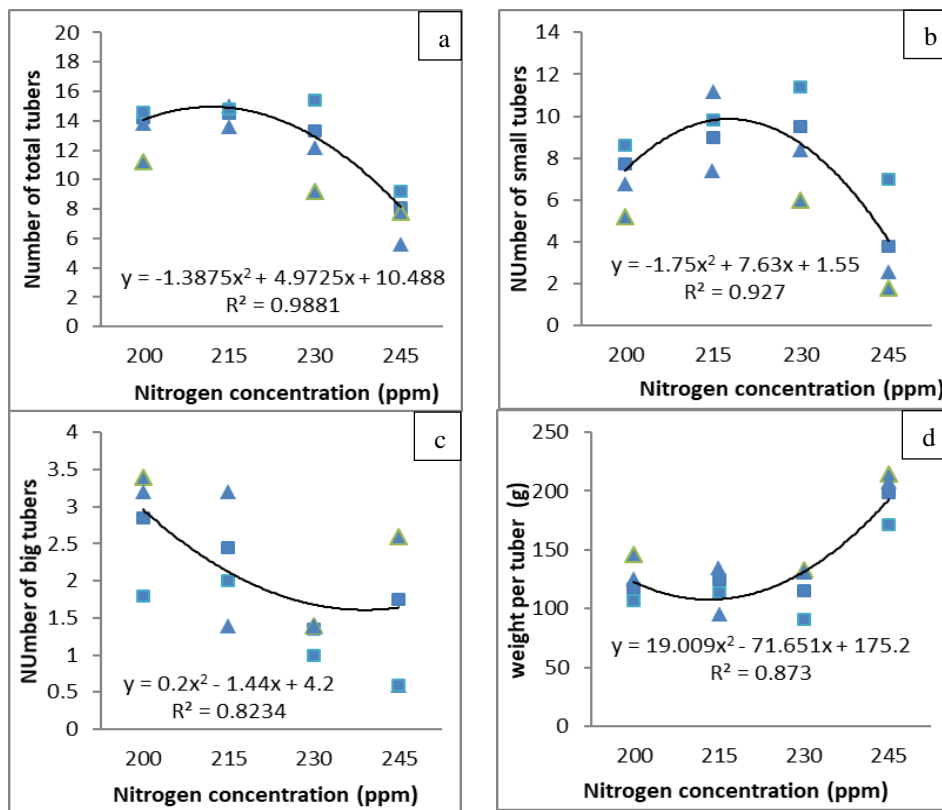 a
20
18
16
14
12
10
8
6
4
2
0
Number of total tubers
y = -1.3875x² + 4.9725x + 10.488
R² = 0.9881
200 215 230 245
Nitrogen concentration (ppm)
b
14
12
10
8
6
4
2
0
NUmber of small tubers
y = -1.75x² + 7.63x + 1.55
R² = 0.927
200 215 230 245
Nitrogen concentration (ppm)
c
4
3.5
3
2.5
2
1.5
1
0.5
0
NUmber of big tubers
y = 0.2x² - 1.44x + 4.2
R² = 0.8234
200 215 230 245
Nitrogen concentration (ppm)
d
250
200
150
100
50
0
weight per tuber (g)
y = 19.009x² - 71.651x + 175.2
R² = 0.873
200 215 230 245
Nitrogen concentration (ppm)